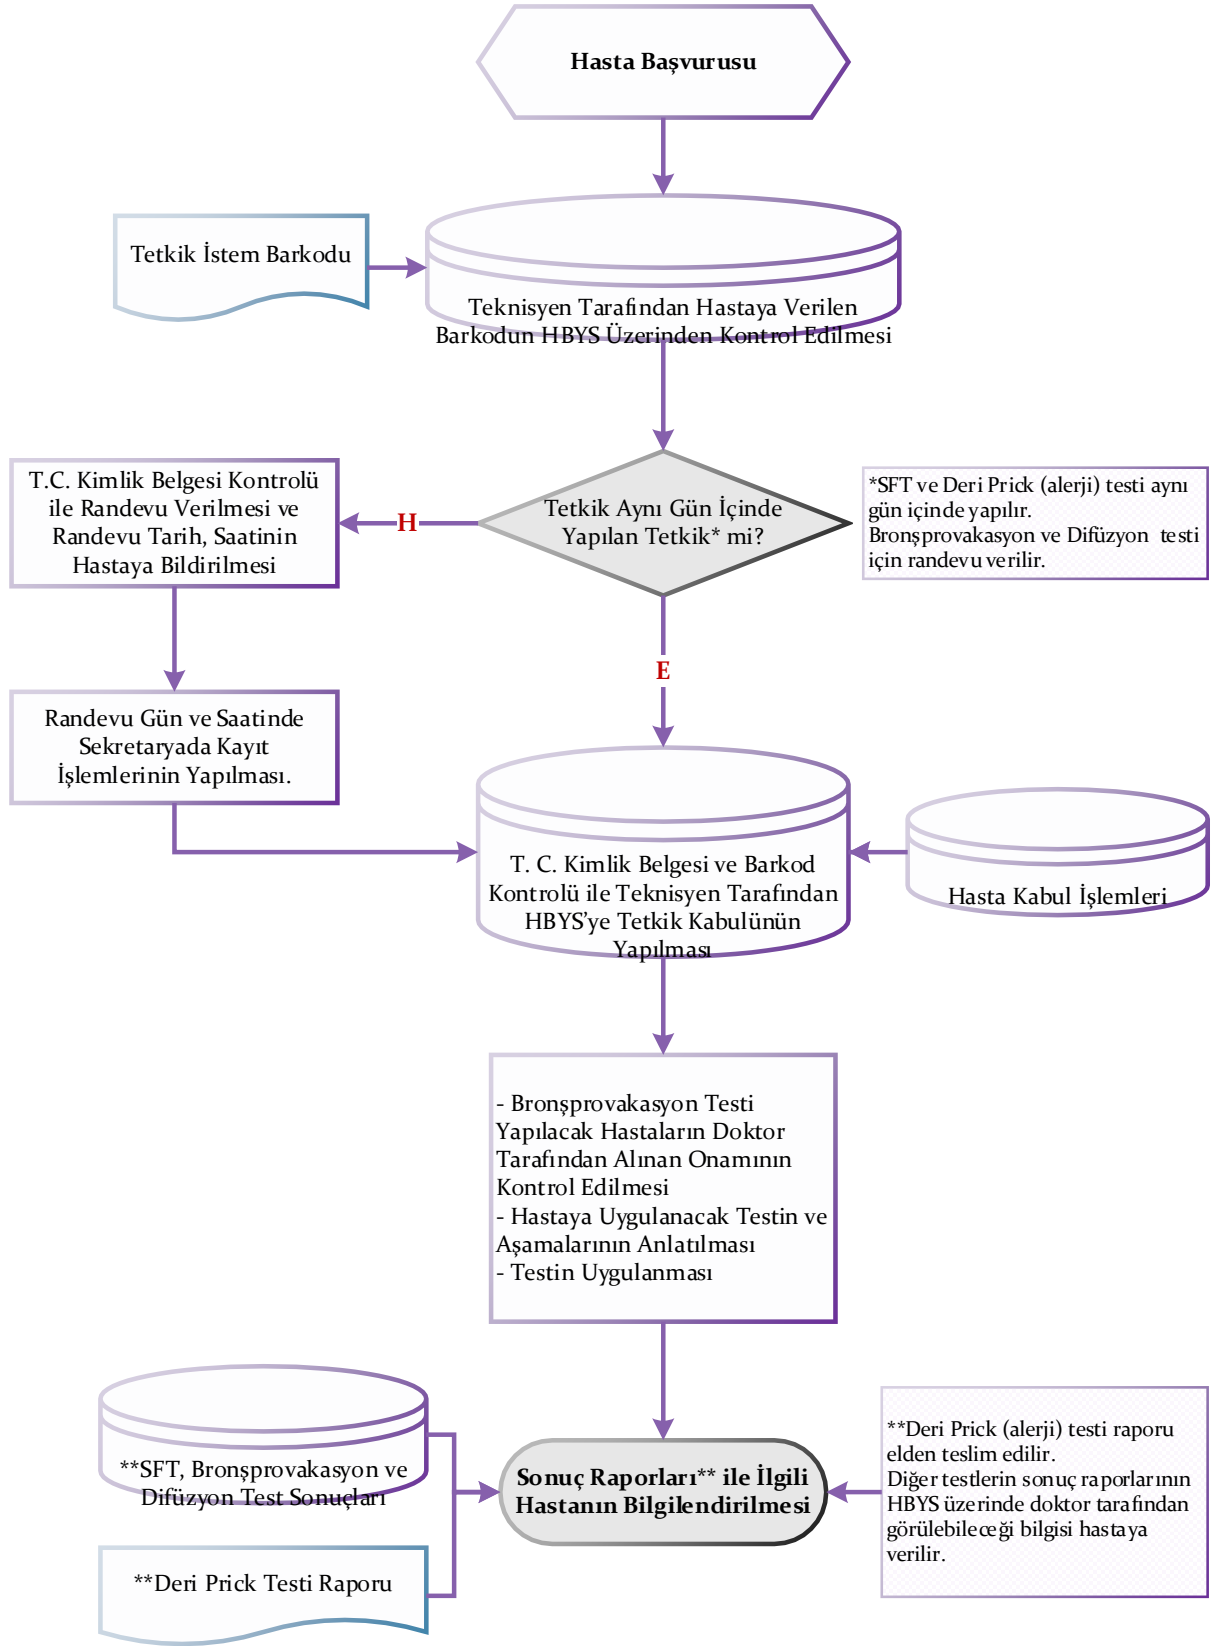 Hasta Başvurusu
Tetkik İstem Barkodu
Teknisyen Tarafından Hastaya Verilen
Barkodun HBYS Üzerinden Kontrol Edilmesi
T.C. Kimlik Belgesi Kontrolü
ile Randevu Verilmesi ve
Randevu Tarih, Saatinin
Hastaya Bildirilmesi
H
Tetkik Aynı Gün İçinde
Yapılan Tetkik* mi?
*SFT ve Deri Prick (alerji) testi aynı
gün içinde yapılır.
Bronşprovakasyon ve Difüzyon testi
için randevu verilir.
E
Randevu Gün ve Saatinde
Sekretaryada Kayıt
İşlemlerinin Yapılması.
T. C. Kimlik Belgesi ve Barkod
Kontrolü ile Teknisyen Tarafından
HBYS’ye Tetkik Kabulünün
Yapılması
Hasta Kabul İşlemleri
- Bronşprovakasyon Testi
Yapılacak Hastaların Doktor
Tarafından Alınan Onamının
Kontrol Edilmesi
- Hastaya Uygulanacak Testin ve
Aşamalarının Anlatılması
- Testin Uygulanması
**SFT, Bronşprovakasyon ve
Difüzyon Test Sonuçları
**Deri Prick Testi Raporu
Sonuç Raporları** ile İlgili
Hastanın Bilgilendirilmesi
**Deri Prick (alerji) testi raporu
elden teslim edilir.
Diğer testlerin sonuç raporlarının
HBYS üzerinde doktor tarafından
görülebileceği bilgisi hastaya
verilir.